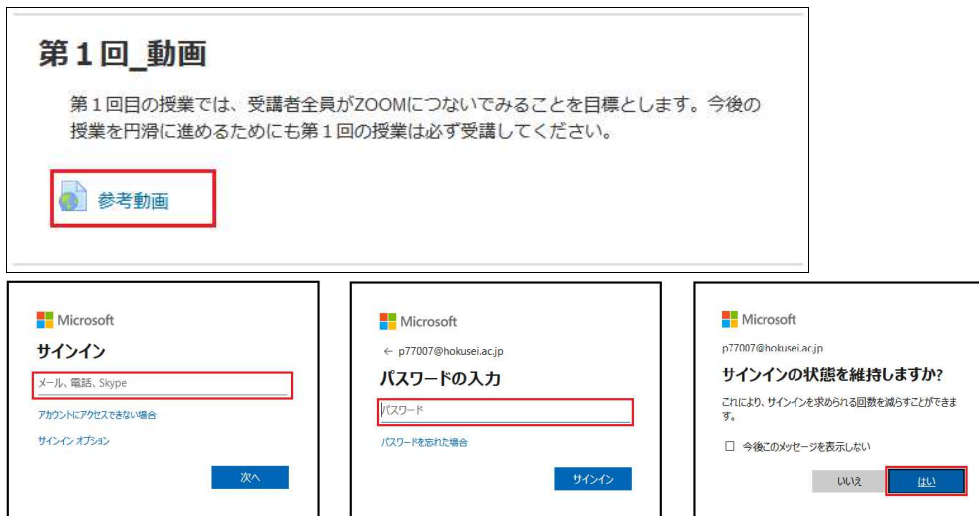 第１回_動画
第１回目の授業では、受講者全員がZOOMにつないでみることを目標とします。今後の
授業を円滑に進めるためにも第１回の授業は必ず受講してください。
参考動画
Microsoft
サインイン
メール、電話、Skype
アカウントにアクセスできない場合
サインイン オプション
次へ
Microsoft
← p77007@hokusei.ac.jp
パスワードの入力
パスワード
パスワードを忘れた場合
サインイン
Microsoft
p77007@hokusei.ac.jp
サインインの状態を維持しますか?
これにより、サインインを求められる回数を減らすことができま
す。
今後このメッセージを表示しない
いいえ
はい